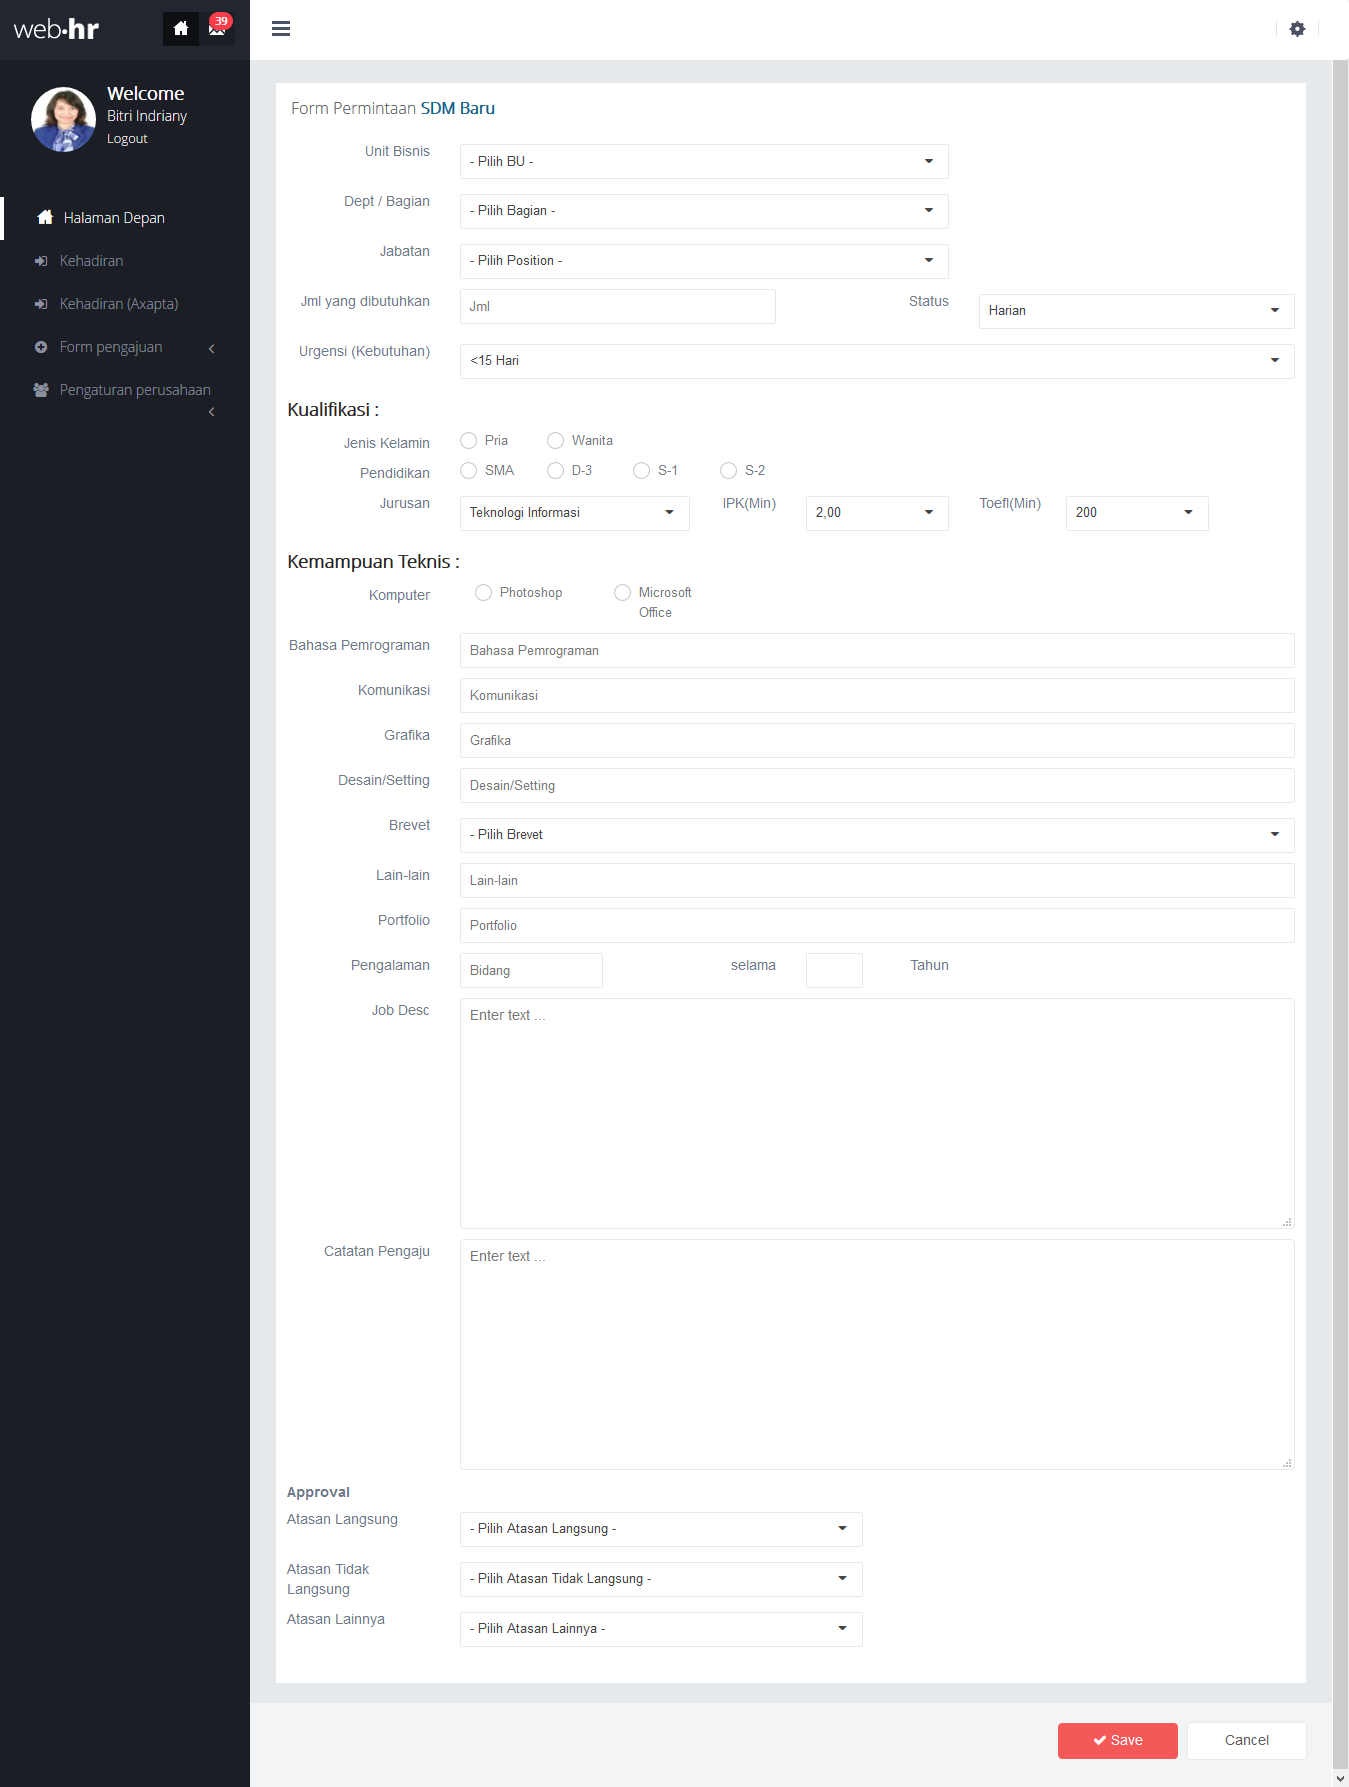 web·hr
39
Welcome
Bitri Indriany
Logout
Halaman Depan
Kehadiran
Kehadiran (Axapta)
Form pengajuan
Pengaturan perusahaan
Form Permintaan SDM Baru
Unit Bisnis
- Pilih BU -
Dept / Bagian
- Pilih Bagian -
Jabatan
- Pilih Position -
Jml yang dibutuhkan
Jml
Status
Harian
Urgensi (Kebutuhan)
<15 Hari
Kualifikasi :
Jenis Kelamin
Pria
Wanita
Pendidikan
SMA
D-3
S-1
S-2
Jurusan
Teknologi Informasi
IPK(Min)
2,00
Toefl(Min)
200
Kemampuan Teknis :
Komputer
Photoshop
Microsoft
Office
Bahasa Pemrograman
Bahasa Pemrograman
Komunikasi
Komunikasi
Grafika
Grafika
Desain/Setting
Desain/Setting
Brevet
- Pilih Brevet
Lain-lain
Lain-lain
Portfolio
Portfolio
Pengalaman
Bidang
selama
Tahun
Job Desc
Enter text ...
Catatan Pengaju
Enter text ...
Approval
Atasan Langsung
- Pilih Atasan Langsung -
Atasan Tidak
Langsung
- Pilih Atasan Tidak Langsung -
Atasan Lainnya
- Pilih Atasan Lainnya -
Save
Cancel